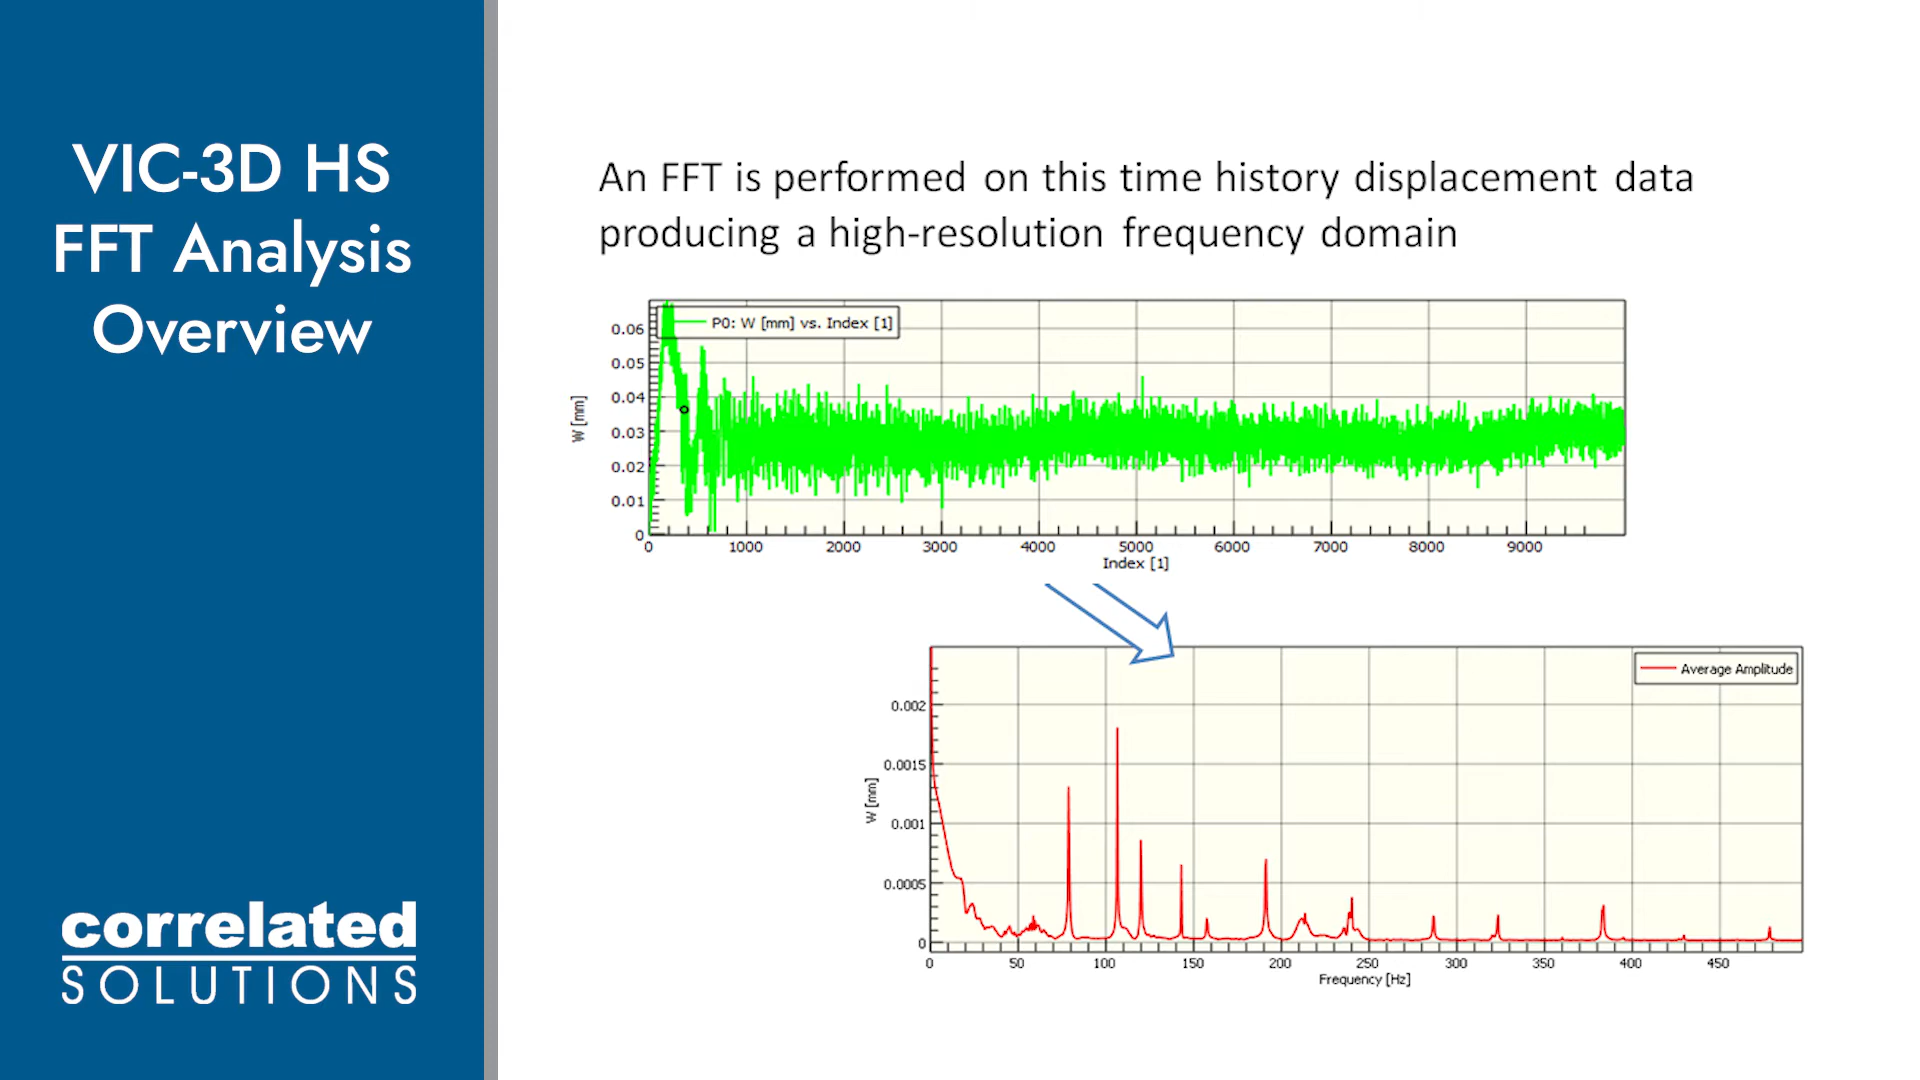 VIC-3D HS
FFT Analysis
Overview
correlated
SOLUTIONS
An FFT is performed on this time history displacement data
producing a high-resolution frequency domain
P0: W [mm] vs. Index [1]
W [mm]
0.06
0.05
0.04
0.03
0.02
0.01
0
0 1000 2000 3000 4000 5000 6000 7000 8000 9000
Index [1]
Average Amplitude
W [mm]
0.002
0.0015
0.001
0.0005
0
0 50 100 150 200 250 300 350 400 450
Frequency [Hz]